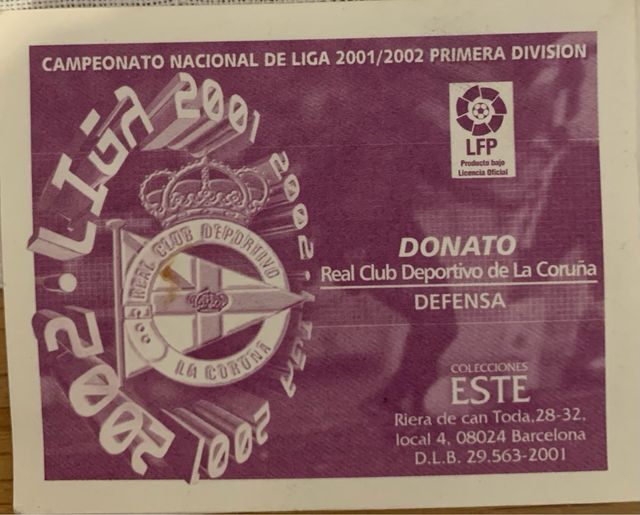 CAMPEONATO NACIONAL DE LIGA 2001/2002 PRIMERA DIVISION
LIGA 2001
2002
LIGA
2001
2002
REAL CLUB DEPORTIVO
LA CORUÑA
LFP
Producto bajo
Licencia Oficial
DONATO
Real Club Deportivo de La Coruña
DEFENSA
COLECCIONES
ESTE
Riera de can Toda,28-32,
local 4, 08024 Barcelona
D.L.B. 29.563-2001